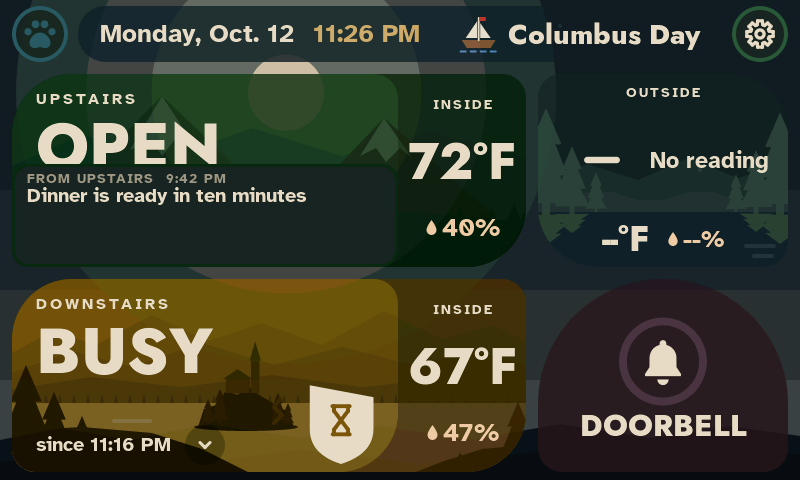 Monday, Oct. 12 11:26 PM
Columbus Day
UPSTAIRS
OPEN
FROM UPSTAIRS 9:42 PM
Dinner is ready in ten minutes
INSIDE
72°F
40%
OUTSIDE
No reading
--°F --%
DOWNSTAIRS
BUSY
since 11:16 PM
INSIDE
67°F
47%
DOORBELL